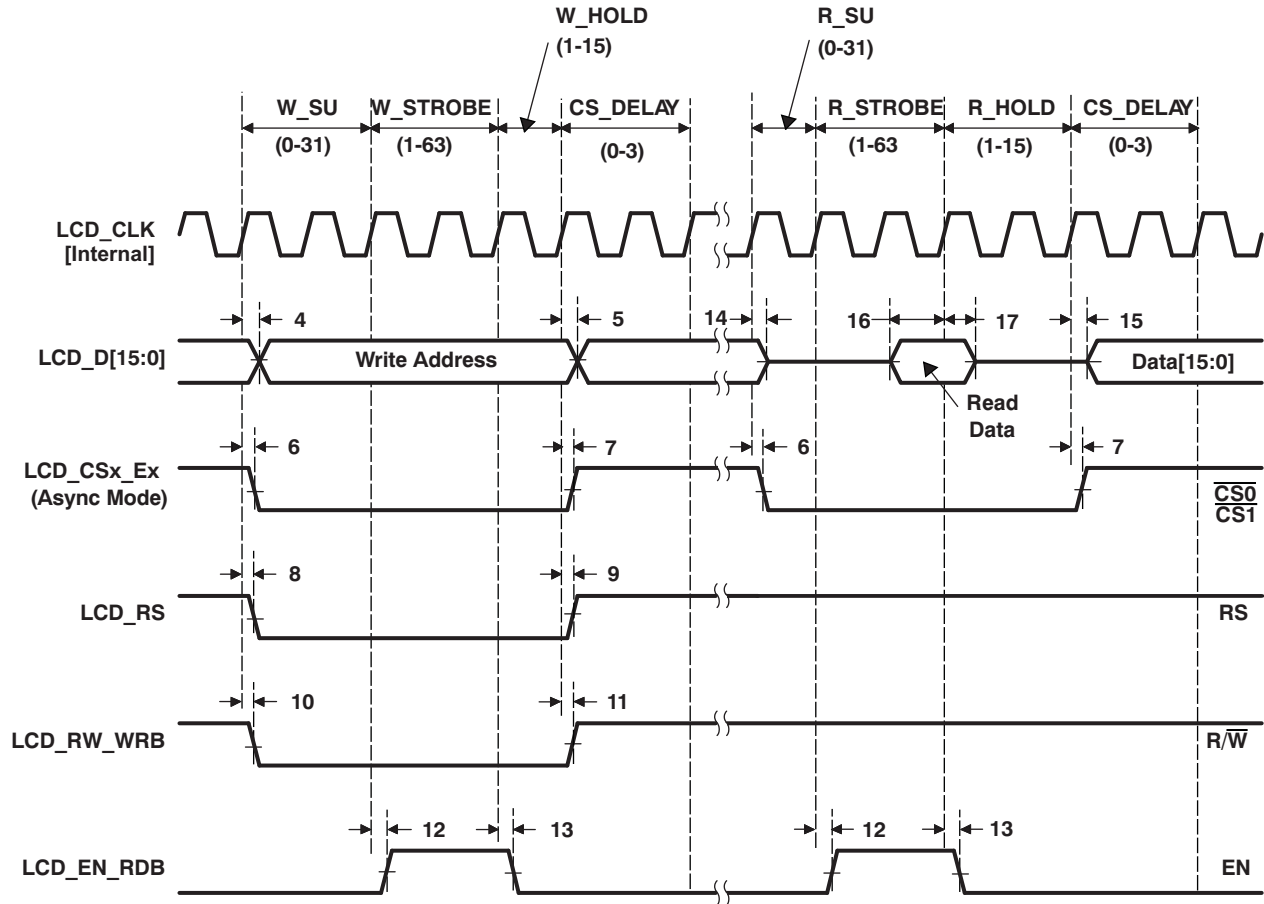 W_HOLD
(1-15)
R_SU
(0-31)
W_SU W_STROBE CS_DELAY R_STROBE R_HOLD CS_DELAY
(0-31) (1-63) (0-3) (1-63 (1-15) (0-3)
LCD_CLK
[Internal]
4 5 14 16 17 15
LCD_D[15:0] Write Address Data[15:0]
Read
Data
6 7 6 7
LCD_CSx_Ex
(Async Mode)
CS0
CS1
8 9
LCD_RS RS
10 11
LCD_RW_WRB R/W
12 13 12 13
LCD_EN_RDB EN